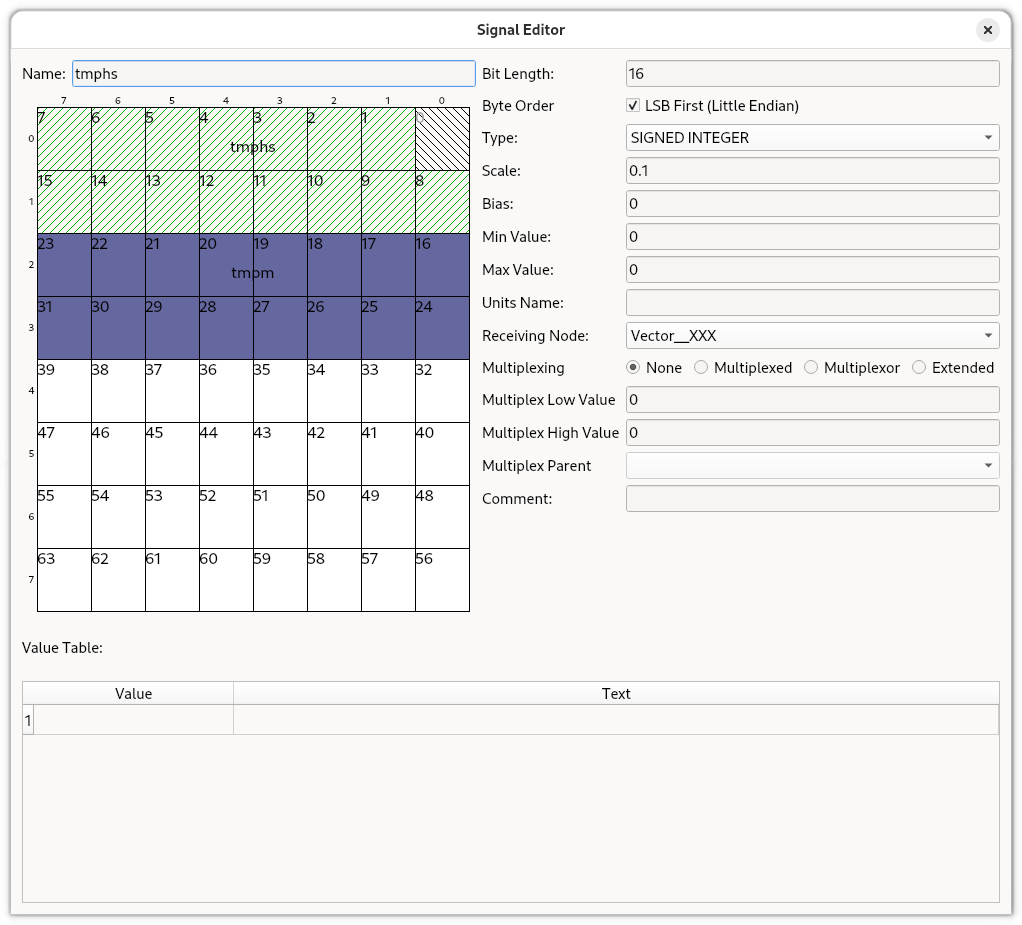 Signal Editor
Name: tmphs
7 6 5 4 3 2 1 0
0 7 6 5 4 3 2 1 0
tmphs
1 15 14 13 12 11 10 9 8
2 23 22 21 20 19 18 17 16
tmpm
3 31 30 29 28 27 26 25 24
4 39 38 37 36 35 34 33 32
5 47 46 45 44 43 42 41 40
6 55 54 53 52 51 50 49 48
7 63 62 61 60 59 58 57 56
Bit Length: 16
Byte Order LSB First (Little Endian)
Type: SIGNED INTEGER
Scale: 0.1
Bias: 0
Min Value: 0
Max Value: 0
Units Name:
Receiving Node: Vector__XXX
Multiplexing None Multiplexed Multiplexor Extended
Multiplex Low Value 0
Multiplex High Value 0
Multiplex Parent
Comment:
Value Table:
Value Text
1